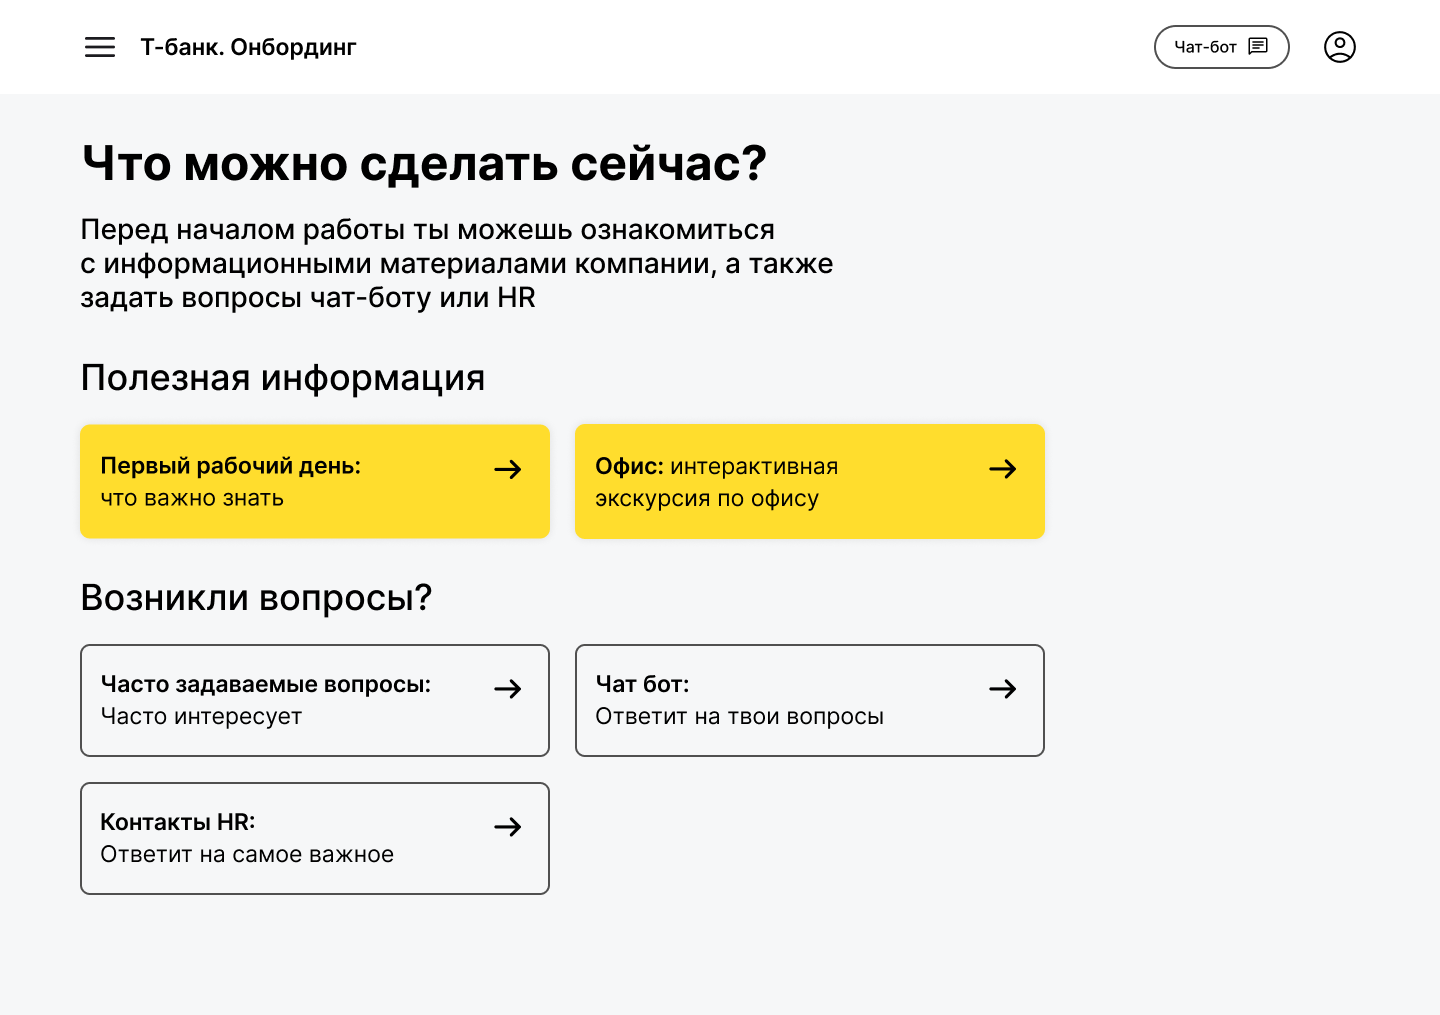 Т-банк. Онбординг
Чат-бот
Что можно сделать сейчас?
Перед началом работы ты можешь ознакомиться
с информационными материалами компании, а также
задать вопросы чат-боту или HR
Полезная информация
Первый рабочий день:
что важно знать
Офис: интерактивная
экскурсия по офису
Возникли вопросы?
Часто задаваемые вопросы:
Часто интересует
Чат бот:
Ответит на твои вопросы
Контакты HR:
Ответит на самое важное